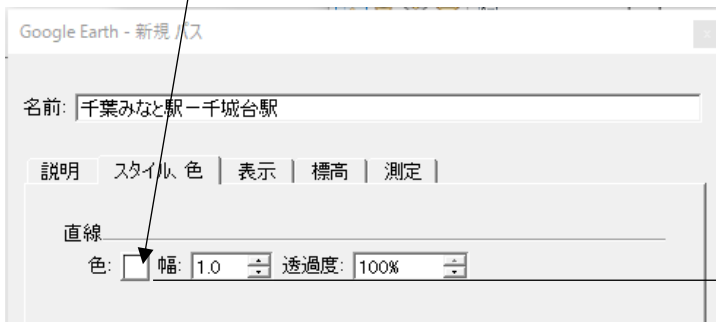 Google Earth - 新規 パス
名前: 千葉みなと駅ー千城台駅
説明 スタイル、色 表示 標高 測定
直線
色: 幅: 1.0 透過度: 100%